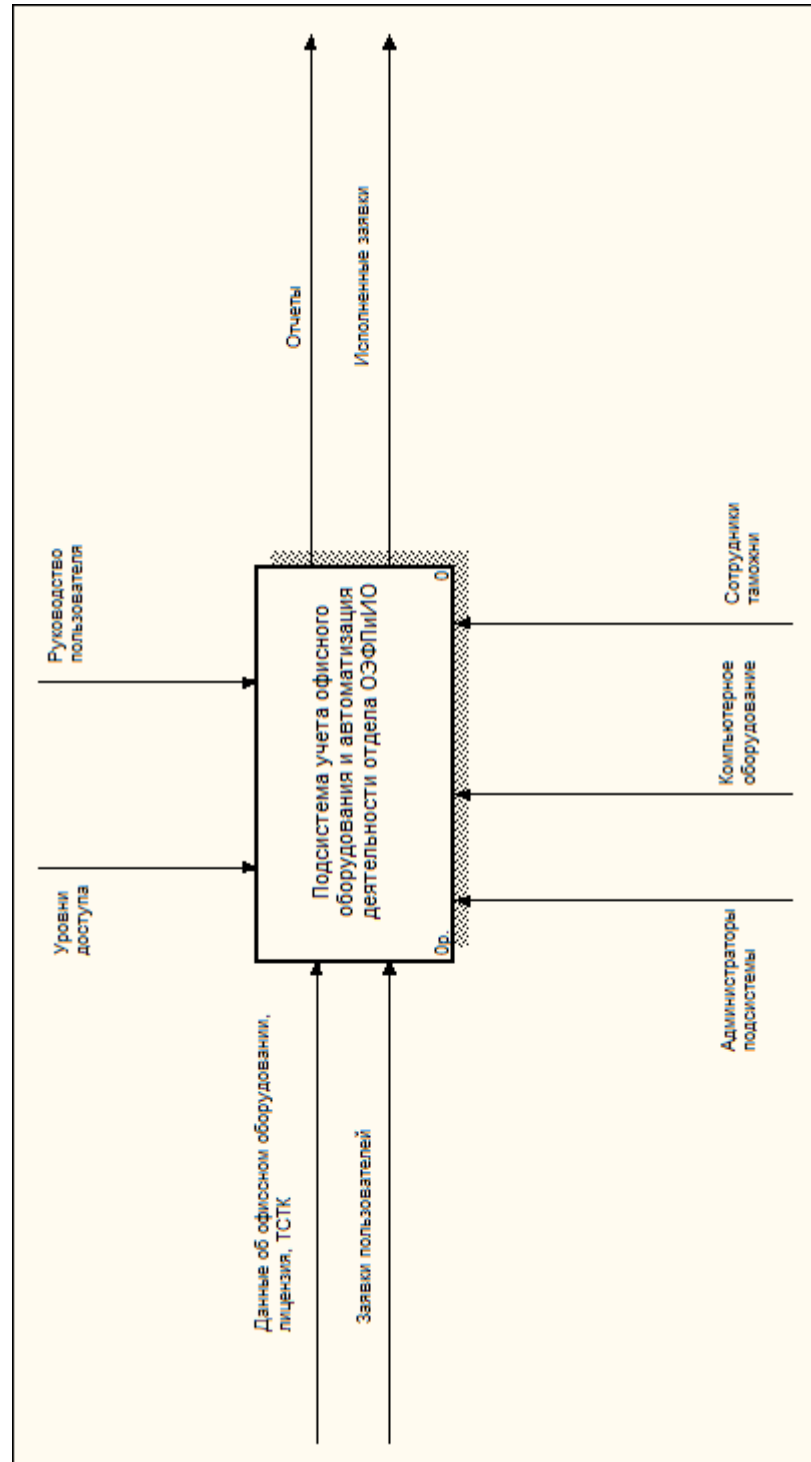 Уровни
доступа
Руководство
пользователя
Данные об офиссном оборудовании,
лицензия, ТСТК
Заявки пользователей
Подсистема учета офисного
оборудования и автоматизация
деятельности отдела ОЭФПиИО
0р.
0
Отчеты
Исполненные заявки
Администраторы
подсистемы
Компьютерное
оборудование
Сотрудники
таможни